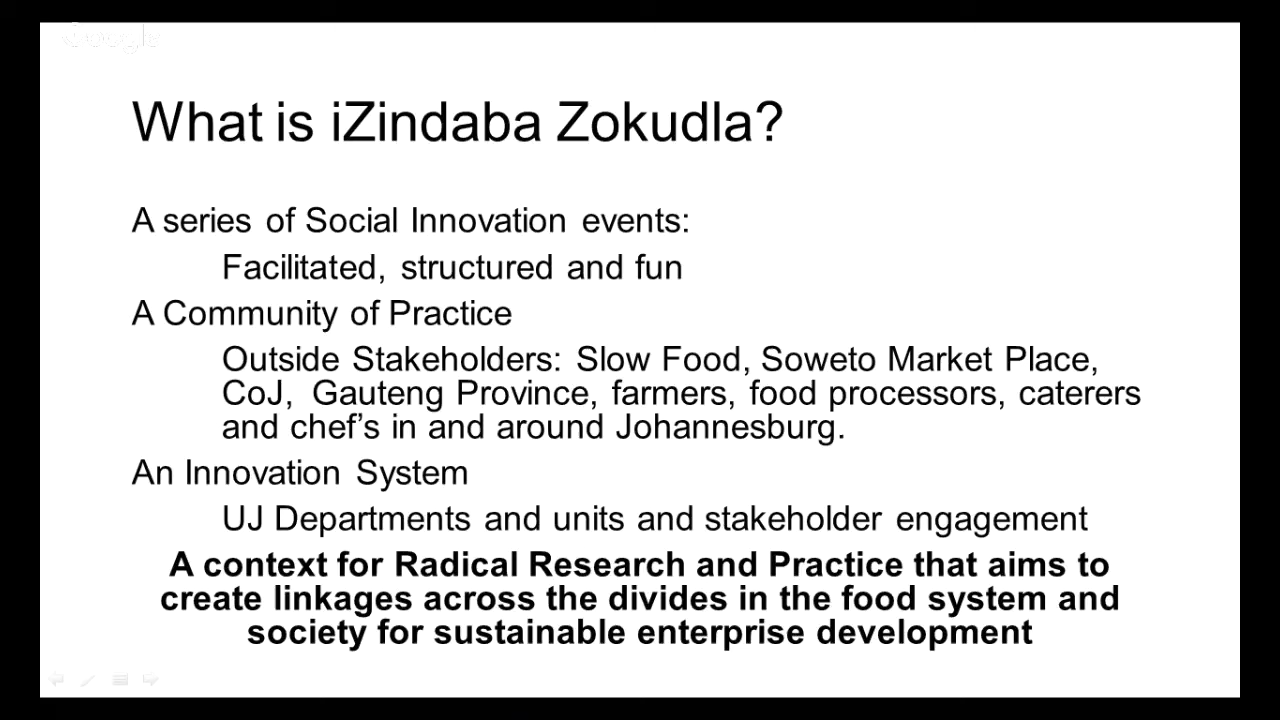 Google
What is iZindaba Zokudla?
A series of Social Innovation events:
Facilitated, structured and fun
A Community of Practice
Outside Stakeholders: Slow Food, Soweto Market Place,
CoJ, Gauteng Province, farmers, food processors, caterers
and chef’s in and around Johannesburg.
An Innovation System
UJ Departments and units and stakeholder engagement
A context for Radical Research and Practice that aims to
create linkages across the divides in the food system and
society for sustainable enterprise development